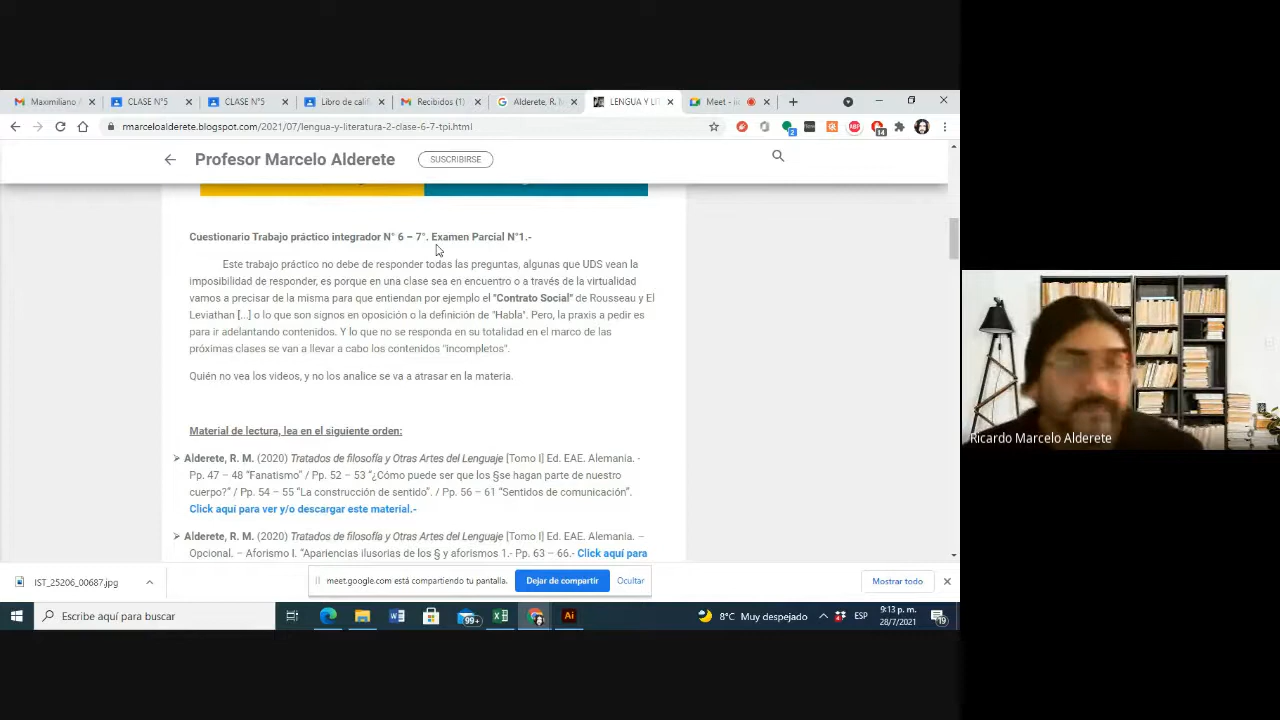 Maximiliano
CLASE N°5
CLASE N°5
Libro de calif
Recibidos (1)
Alderete, R. M
LENGUA Y LI
Meet -
marceloalderete.blogspot.com/2021/07/lengua-y-literatura-2-clase-6-7-tpi.html
2
ABP
14
Profesor Marcelo Alderete
SUSCRIBIRSE
Cuestionario Trabajo práctico integrador N° 6 – 7°. Examen Parcial N°1.-
Este trabajo práctico no debe de responder todas las preguntas, algunas que UDS vean la
imposibilidad de responder, es porque en una clase sea en encuentro o a través de la virtualidad
vamos a precisar de la misma para que entiendan por ejemplo el "Contrato Social" de Rousseau y El
Leviathan [...] o lo que son signos en oposición o la definición de "Habla". Pero, la praxis a pedir es
para ir adelantando contenidos. Y lo que no se responda en su totalidad en el marco de las
próximas clases se van a llevar a cabo los contenidos "incompletos".
Quién no vea los videos, y no los analice se va a atrasar en la materia.
Material de lectura, lea en el siguiente orden:
➢ Alderete, R. M. (2020) Tratados de filosofía y Otras Artes del Lenguaje [Tomo I] Ed. EAE. Alemania. -
Pp. 47 – 48 “Fanatismo” / Pp. 52 – 53 “¿Cómo puede ser que los §se hagan parte de nuestro
cuerpo?” / Pp. 54 – 55 “La construcción de sentido”. / Pp. 56 – 61 “Sentidos de comunicación”.
Click aquí para ver y/o descargar este material.-
➢ Alderete, R. M. (2020) Tratados de filosofía y Otras Artes del Lenguaje [Tomo I] Ed. EAE. Alemania. –
Opcional. – Aforismo I. “Apariencias ilusorias de los § y aforismos 1.- Pp. 63 – 66.- Click aquí para
Ricardo Marcelo Alderete
IST_25206_00687.jpg
meet.google.com está compartiendo tu pantalla.
Dejar de compartir
Ocultar
Mostrar todo
Escribe aquí para buscar
99+
Ai
8°C Muy despejado
ESP
9:13 p. m.
28/7/2021
19